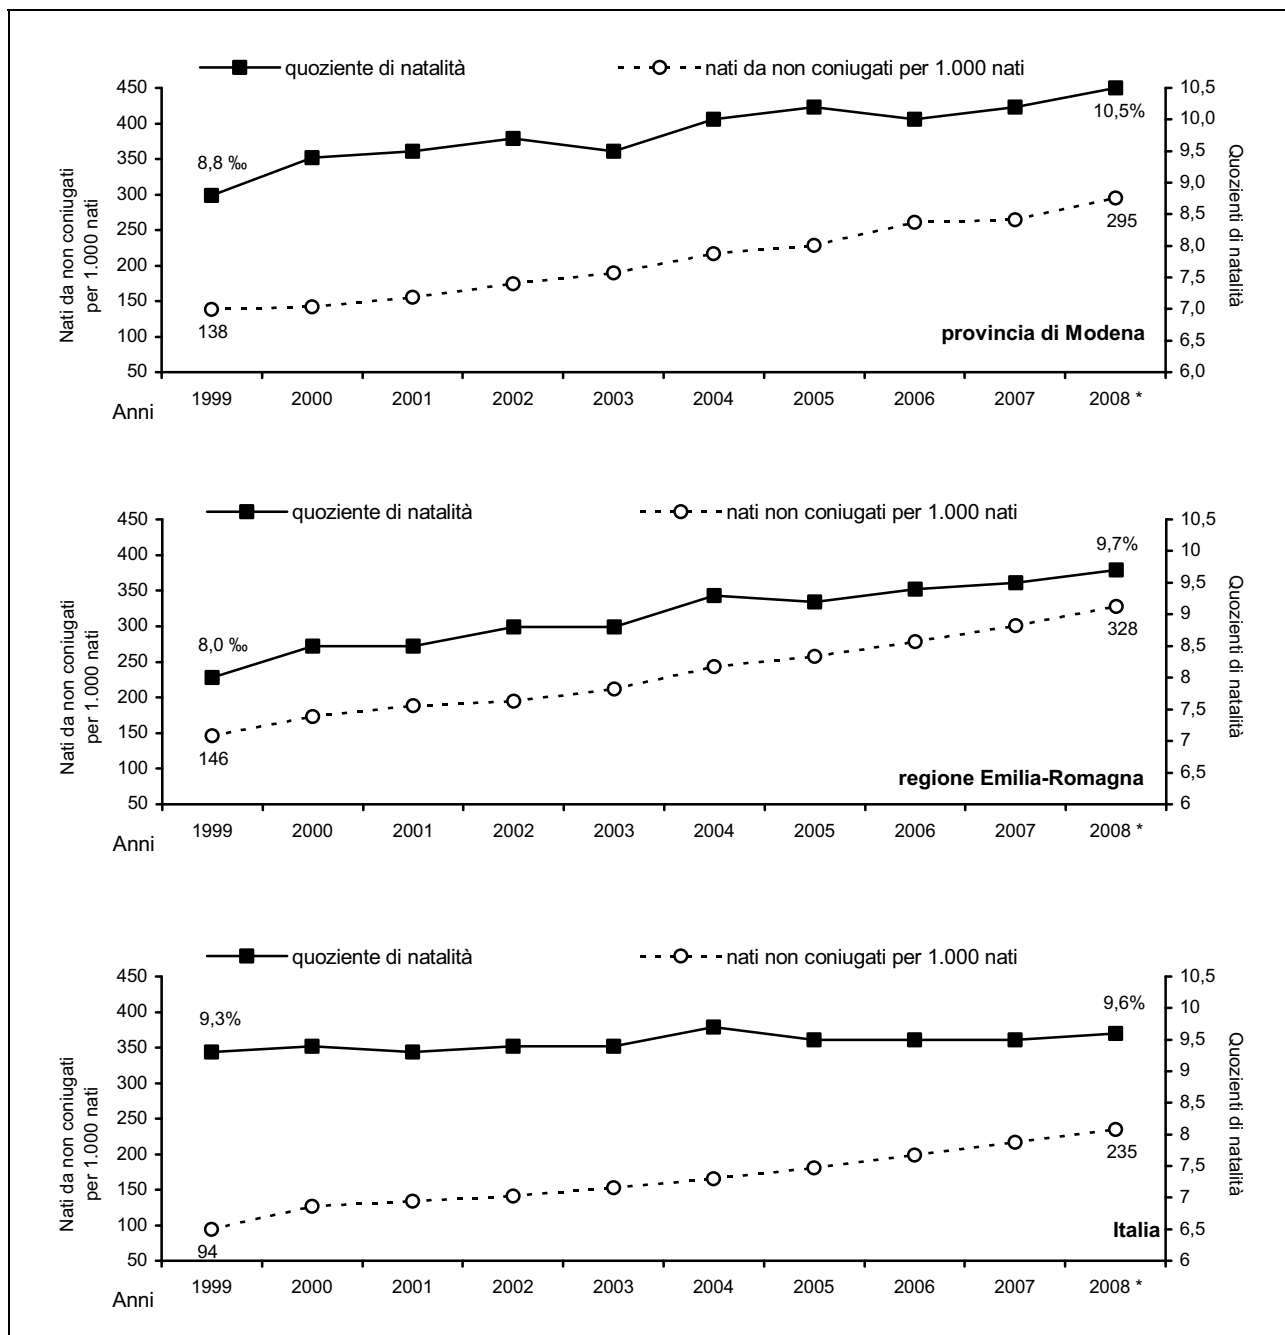 quoziente di natalità nati da non coniugati per 1.000 nati
450 10,5
400 10,0
350 9,5
300 9,0
250 8,5
200 8,0
150 7,5
100 7,0
50 6,5
6,0
Nati da non coniugati
per 1.000 nati
Quozienti di natalità
8,8 ‰
10,5%
138
295
provincia di Modena
Anni 1999 2000 2001 2002 2003 2004 2005 2006 2007 2008 *
quoziente di natalità nati non coniugati per 1.000 nati
450 10,5
400 10
350 9,5
300 9
250 8,5
200 8
150 7,5
100 7
50 6,5
6
Nati da non coniugati
per 1.000 nati
Quozienti di natalità
8,0 ‰
9,7%
146
328
regione Emilia-Romagna
Anni 1999 2000 2001 2002 2003 2004 2005 2006 2007 2008 *
quoziente di natalità nati non coniugati per 1.000 nati
450 10,5
400 10
350 9,5
300 9
250 8,5
200 8
150 7,5
100 7
50 6,5
6
Nati da non coniugati
per 1.000 nati
Quozienti di natalità
9,3%
9,6%
94
235
Italia
Anni 1999 2000 2001 2002 2003 2004 2005 2006 2007 2008 *